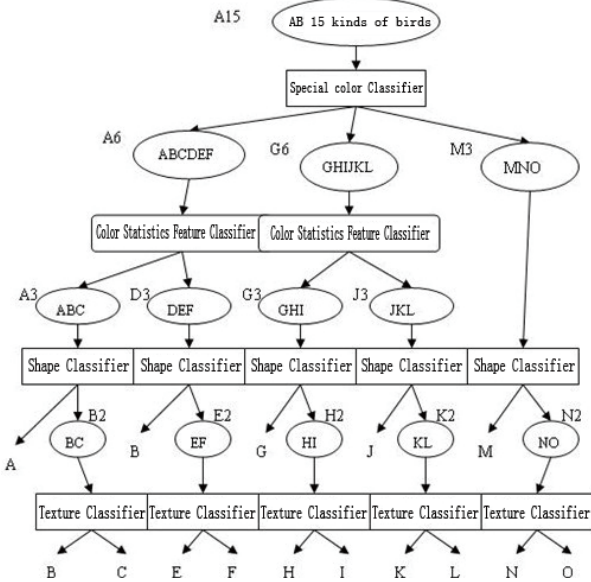 A15
AB 15 kinds of birds
Special color Classifier
A6
ABCDEF
G6
GHIJKL
M3
MNO
Color Statistics Feature Classifier
Color Statistics Feature Classifier
A3
ABC
D3
DEF
G3
GHI
J3
JKL
Shape Classifier
Shape Classifier
Shape Classifier
Shape Classifier
Shape Classifier
A
B2
BC
B
E2
EF
G
H2
HI
J
K2
KL
M
N2
NO
Texture Classifier
Texture Classifier
Texture Classifier
Texture Classifier
Texture Classifier
B
C
E
F
H
I
K
L
N
O